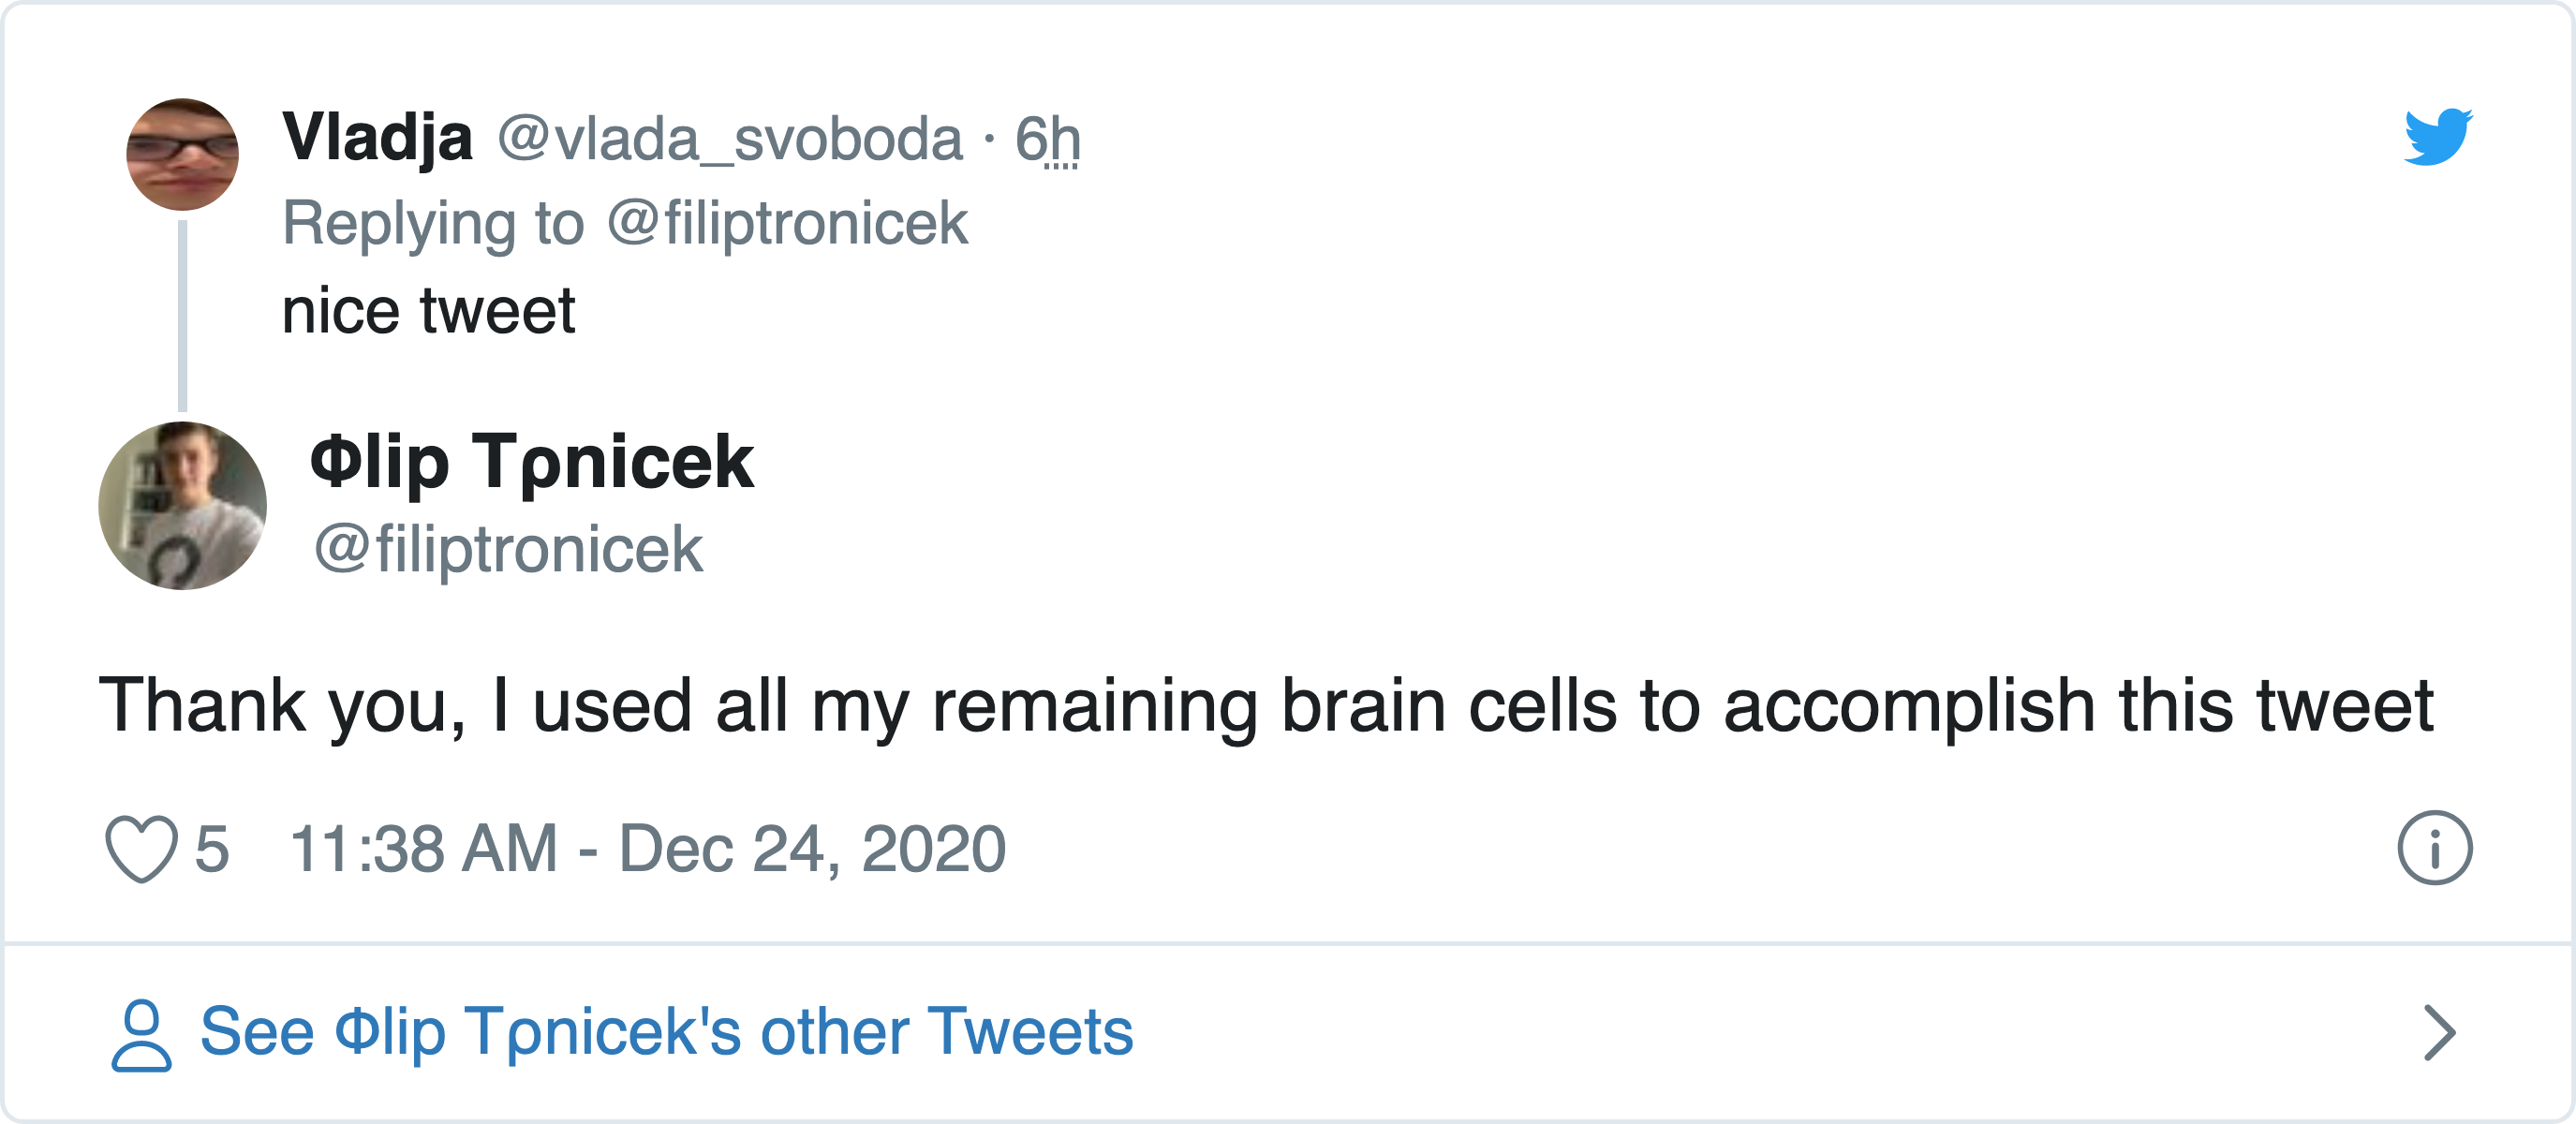 Vladja @vlada_svoboda · 6h
Replying to @filiptronicek
nice tweet
Φlip Tρnicek
@filiptronicek
Thank you, I used all my remaining brain cells to accomplish this tweet
5 11:38 AM - Dec 24, 2020
See Φlip Tρnicek's other Tweets